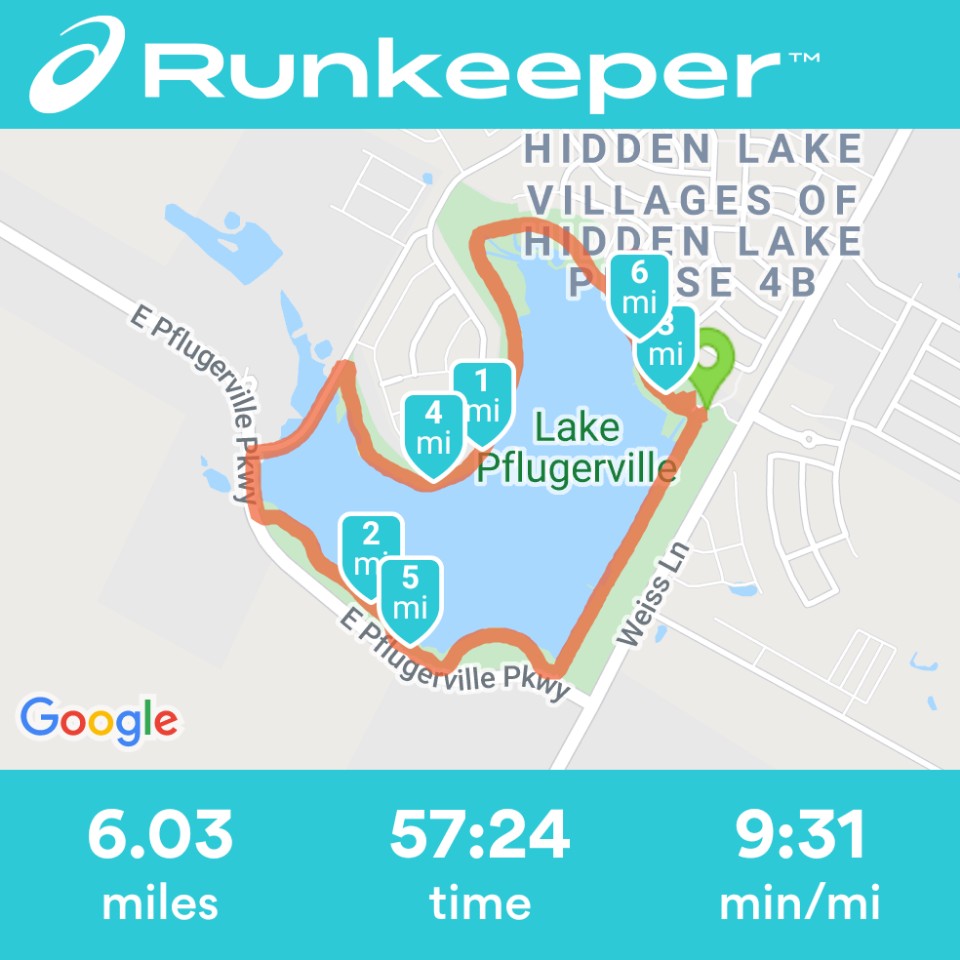 Runkeeper™
HIDDEN LAKE
VILLAGES OF
HIDDEN LAKE
P SE 4B
6
mi
3
mi
E Pflugerville Pkwy
1
mi
4
mi
Lake
Pflugerville
2
mi
5
mi
Weiss Ln
E Pflugerville Pkwy
Google
6.03
miles
57:24
time
9:31
min/mi